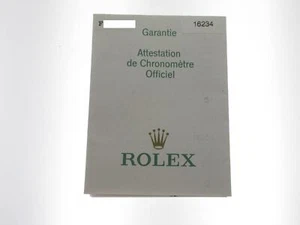 16234
Garantie
Attestation
de Chronomètre
Officiel
ROLEX